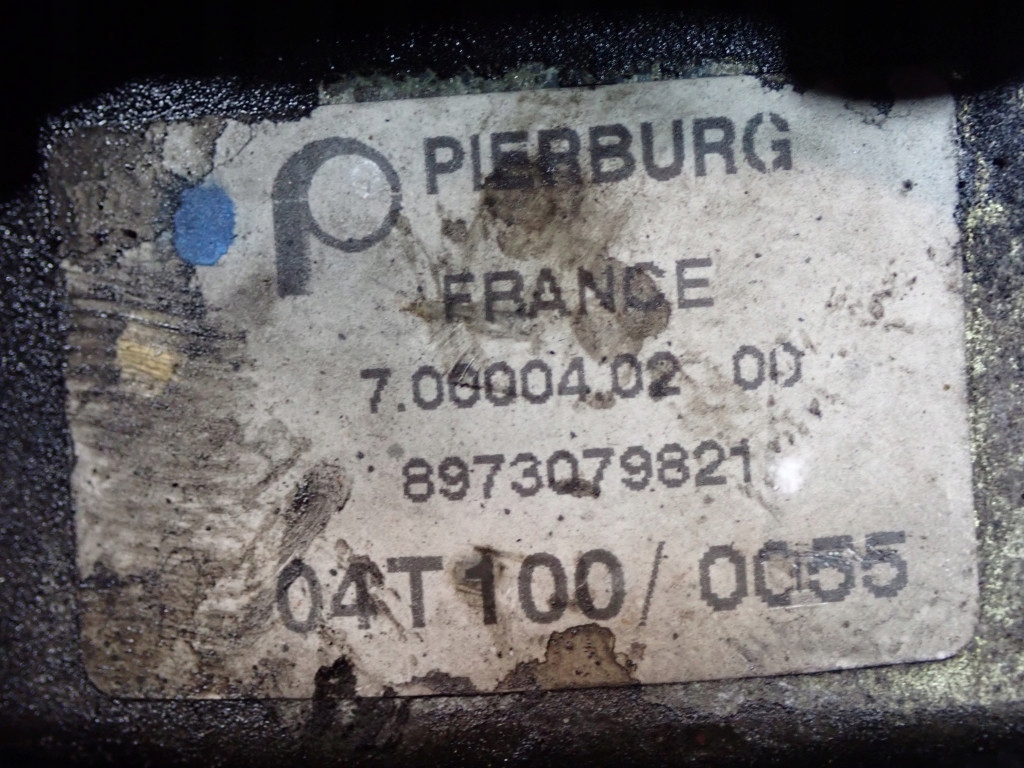 PIERBURG
FRANCE
7.00004.02 00
8973079821
04T100/0055